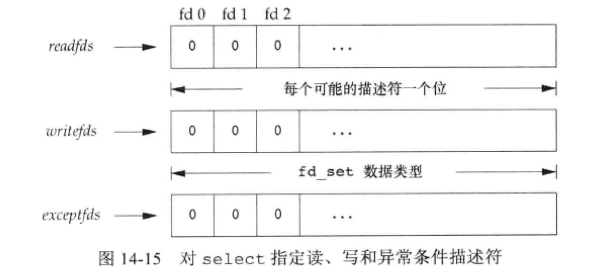 fd 0 fd 1 fd 2
readfds 0 0 0 ...
每个可能的描述符一个位
writefds 0 0 0 ...
fd_set 数据类型
exceptfds 0 0 0 ...
图 14-15 对 select 指定读、写和异常条件描述符